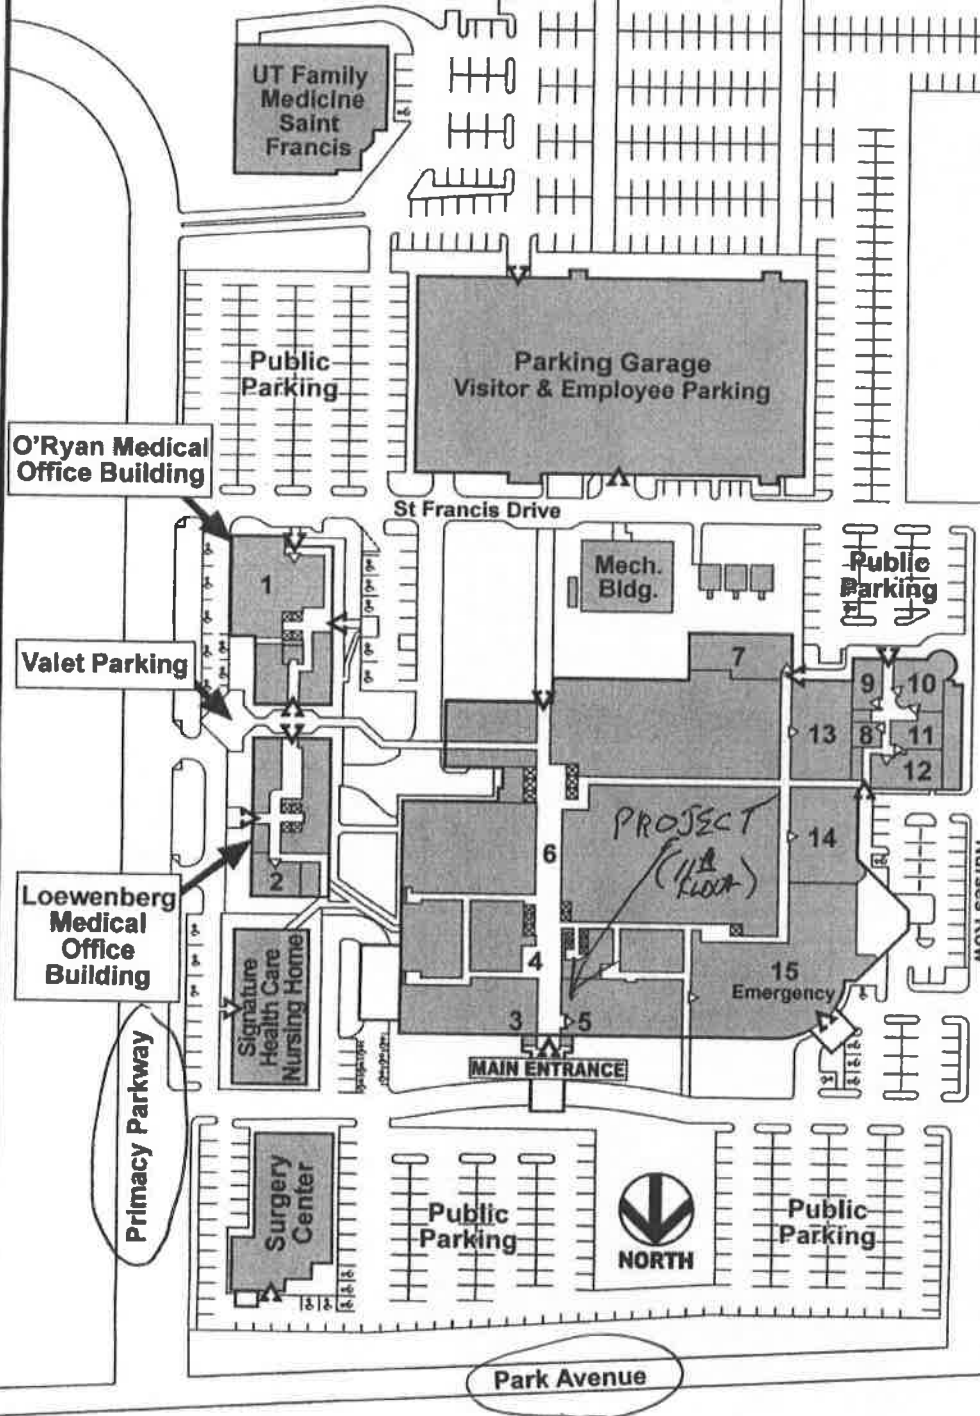 UT Family
Medicine
Saint
Francis
Public
Parking
Parking Garage
Visitor & Employee Parking
O'Ryan Medical
Office Building
St Francis Drive
Mech.
Bldg.
Public
Parking
1
Valet Parking
7
9
10
13
8
11
12
PROJECT
6
14
2
Loewenberg
Medical
Office
Building
Signature
Health Care
Nursing Home
4
15
Emergency
3
5
MAIN ENTRANCE
Primacy Parkway
Surgery
Center
Public
Parking
NORTH
Public
Parking
Park Avenue